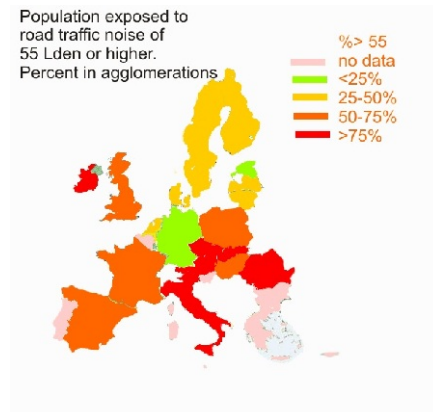 Population exposed to
road traffic noise of
55 Lden or higher.
Percent in agglomerations
%> 55
no data
<25%
25-50%
50-75%
>75%